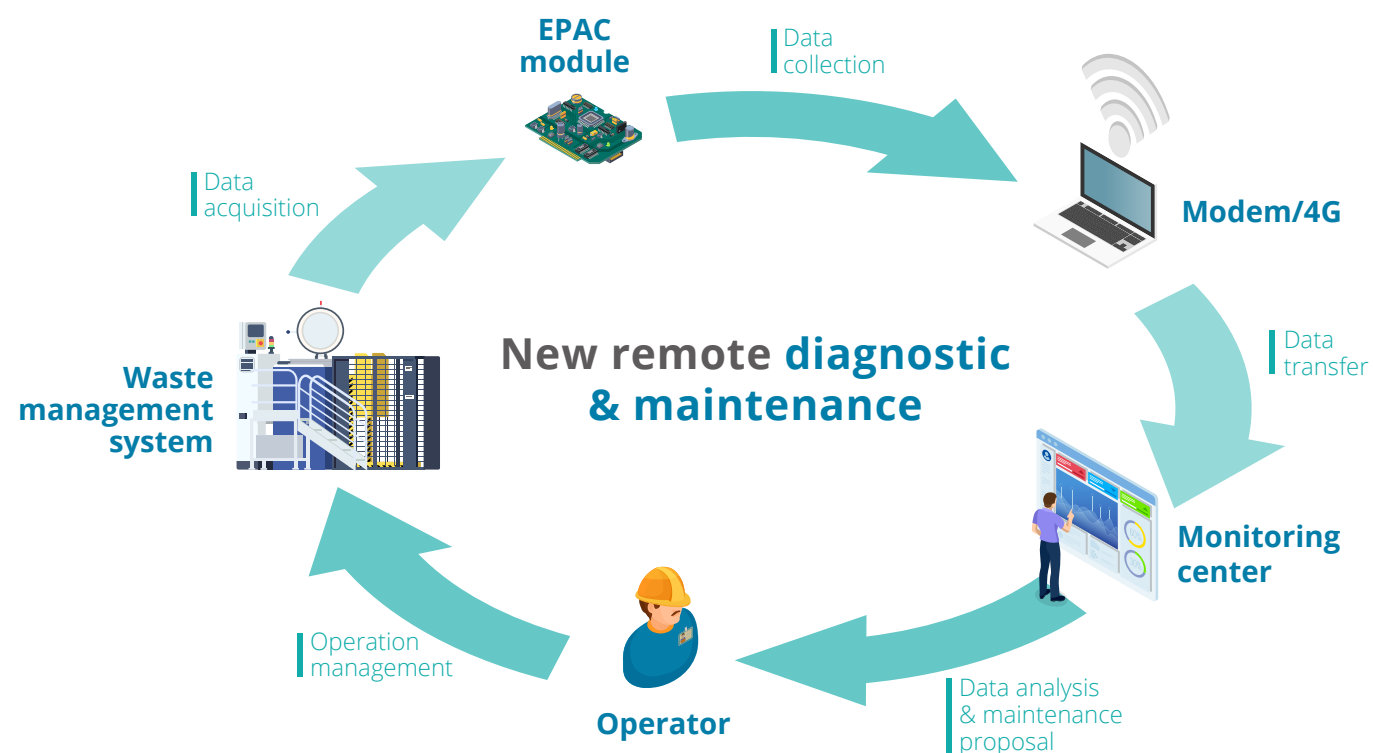 EPAC
module
Data
collection
Modem/4G
Data
transfer
Monitoring
center
Data analysis
& maintenance
proposal
Operator
Operation
management
Waste
management
system
Data
acquisition
New remote diagnostic
& maintenance